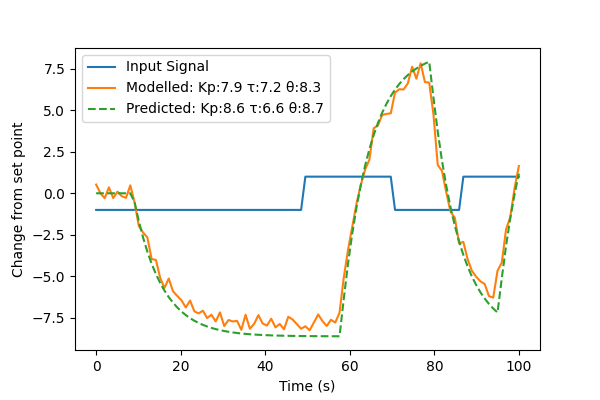 Input Signal
Modelled: Kp:7.9 τ:7.2 θ:8.3
Predicted: Kp:8.6 τ:6.6 θ:8.7
Change from set point
7.5
5.0
2.5
0.0
−2.5
−5.0
−7.5
0 20 40 60 80 100
Time (s)